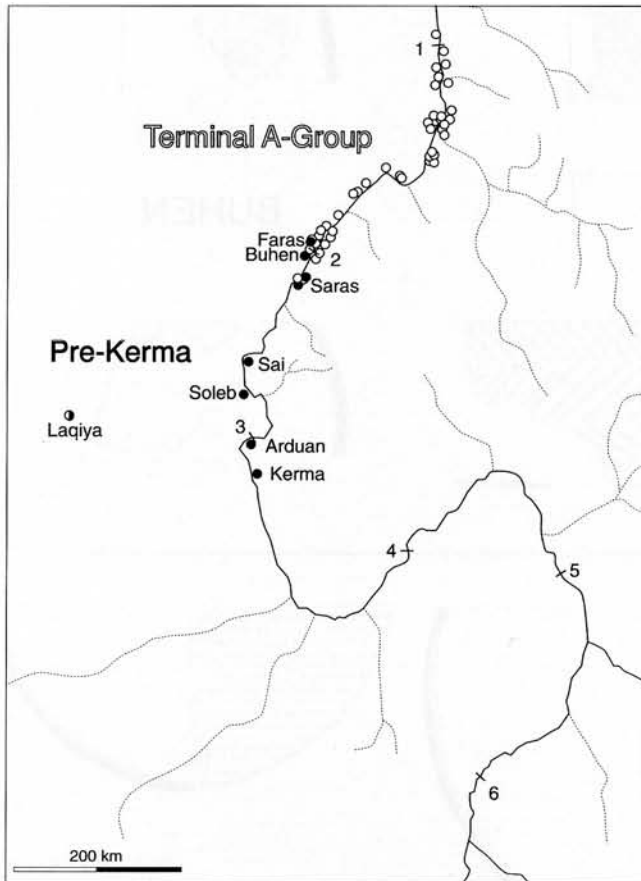 1
Terminal A-Group
Faras
Buhen
2
Saras
Pre-Kerma
Sai
Soleb
Laqiya
3
Arduan
Kerma
4
5
6
200 km
BUHEN